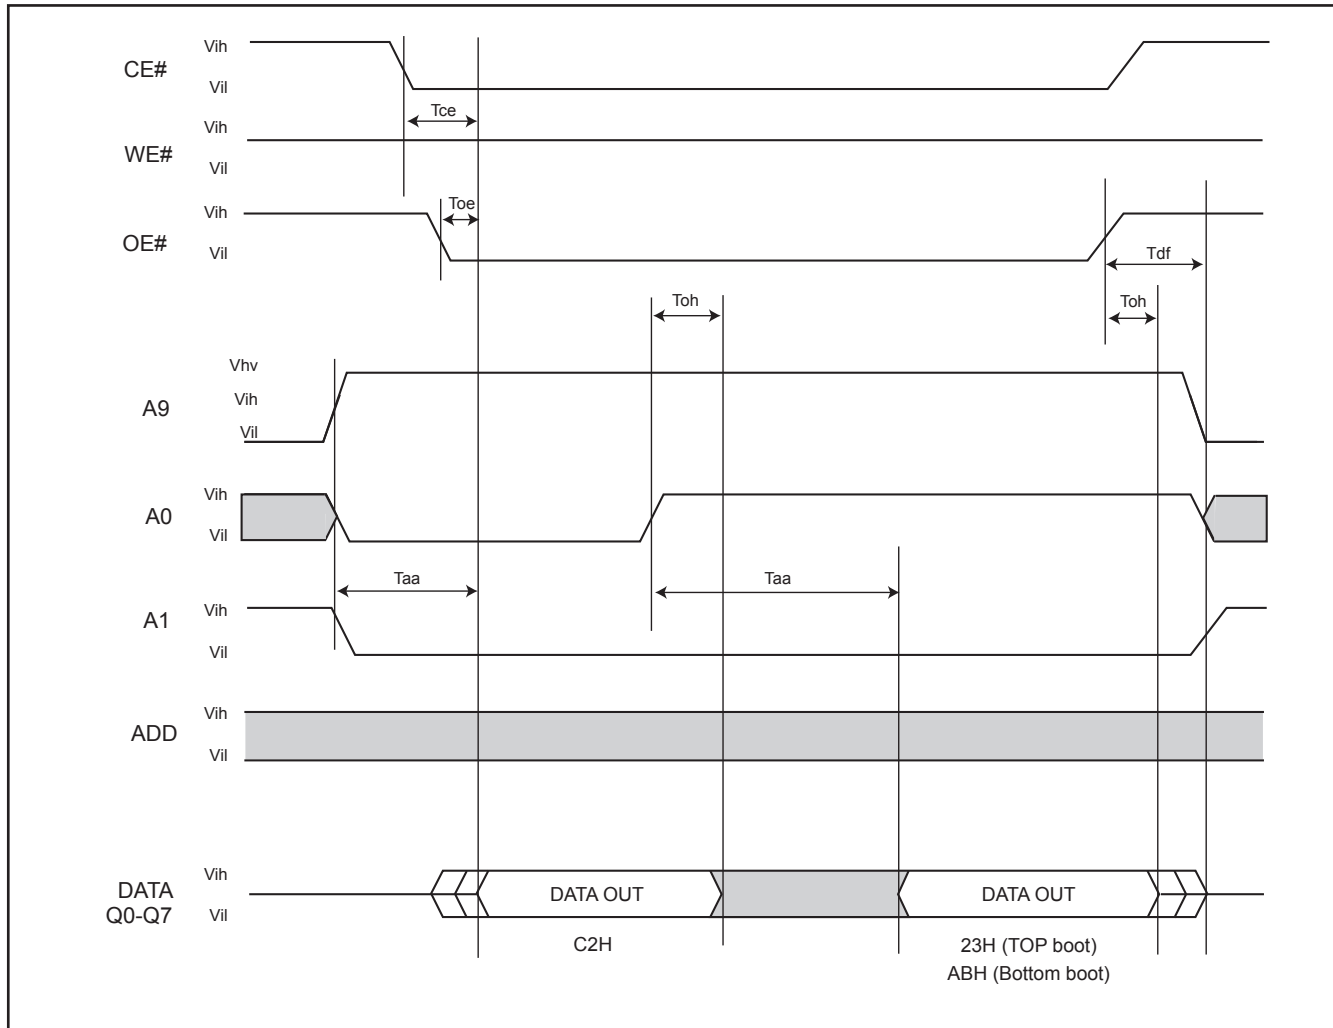 Vih
CE#
Vil
Tce
Vih
WE#
Vil
Toe
Vih
OE#
Vil
Tdf
Toh
Toh
Vhv
A9
Vih
Vil
Vih
A0
Vil
Taa
Taa
Vih
A1
Vil
Vih
ADD
Vil
Vih
DATA
Q0-Q7
Vil
DATA OUT
DATA OUT
C2H
23H (TOP boot)
ABH (Bottom boot)